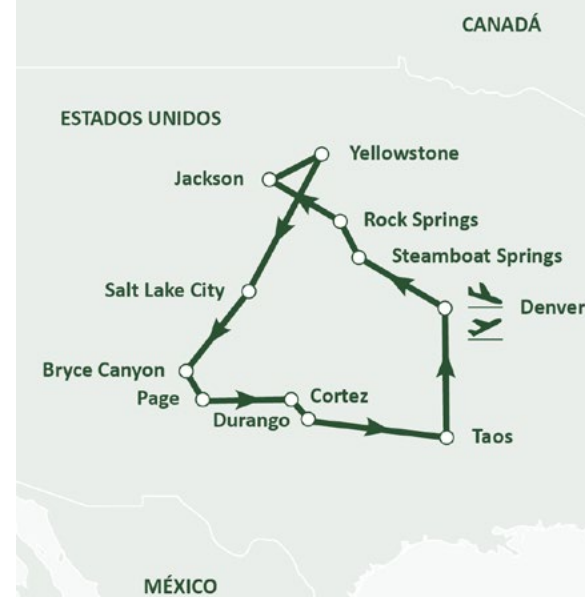 CANADÁ
ESTADOS UNIDOS
Yellowstone
Jackson
Rock Springs
Steamboat Springs
Salt Lake City
Denver
Bryce Canyon
Cortez
Page
Durango
Taos
MÉXICO